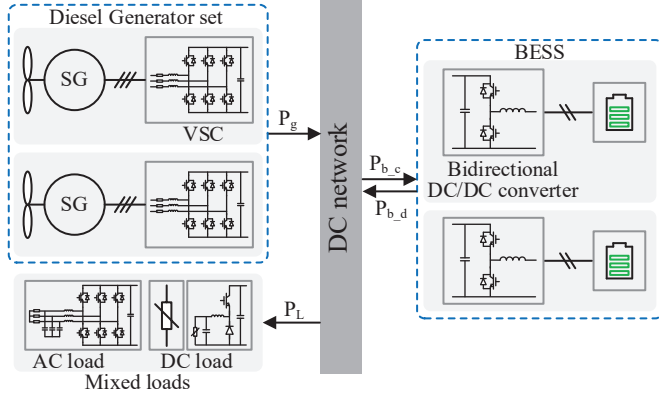 Diesel Generator set
SG
VSC
SG
P_g
DC network
P_b_c
P_b_d
P_L
BESS
Bidirectional
DC/DC converter
AC load
DC load
Mixed loads